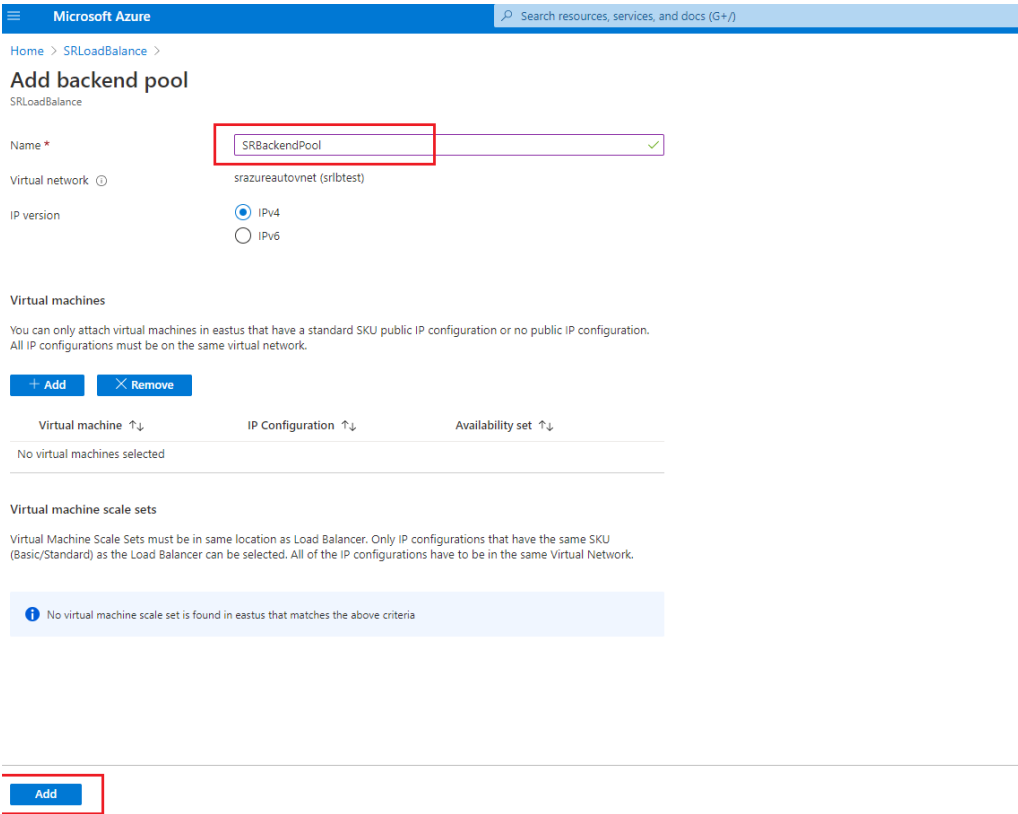 Microsoft Azure
Search resources, services, and docs (G+/)
Home > SRLoadBalance >
Add backend pool
SRLoadBalance
Name *
SRBackendPool
Virtual network
srazureautovnet (srlbtest)
IP version
IPv4
IPv6
Virtual machines
You can only attach virtual machines in eastus that have a standard SKU public IP configuration or no public IP configuration.
All IP configurations must be on the same virtual network.
+ Add
Remove
Virtual machine ↑↓ IP Configuration ↑↓ Availability set ↑↓
No virtual machines selected
Virtual machine scale sets
Virtual Machine Scale Sets must be in same location as Load Balancer. Only IP configurations that have the same SKU
(Basic/Standard) as the Load Balancer can be selected. All of the IP configurations have to be in the same Virtual Network.
No virtual machine scale set is found in eastus that matches the above criteria
Add